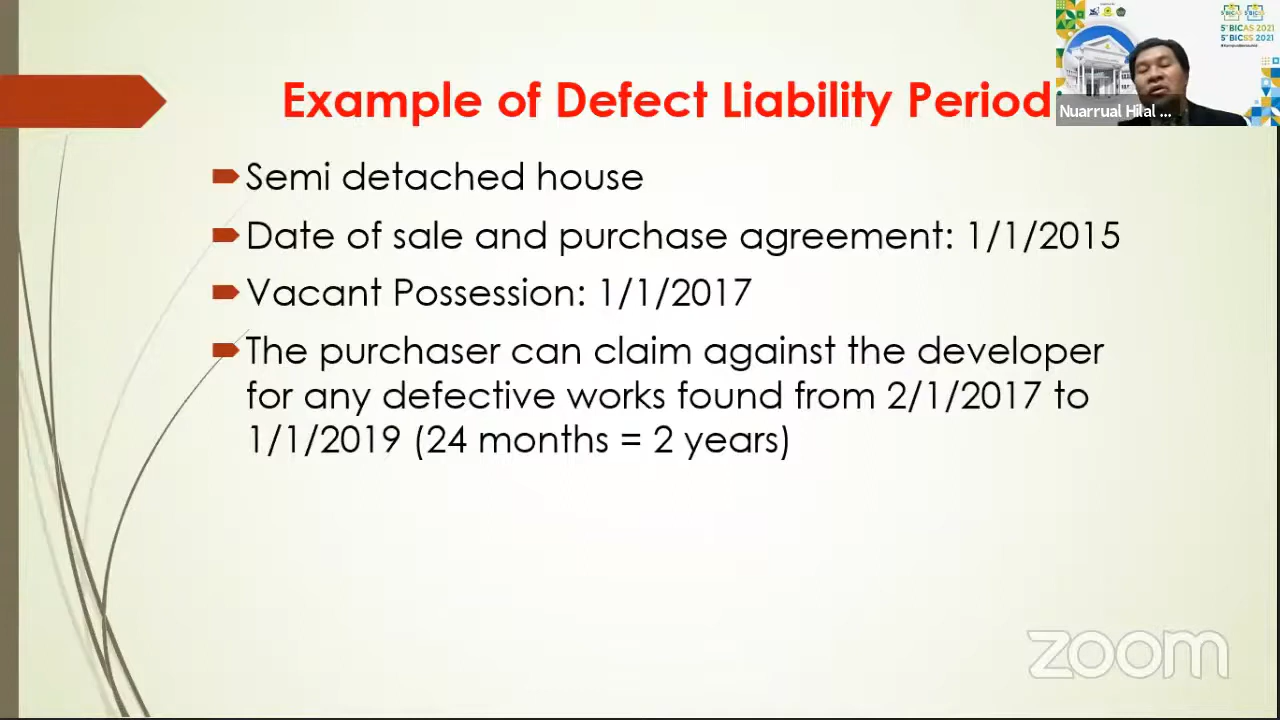 Example of Defect Liability Period
Semi detached house
Date of sale and purchase agreement: 1/1/2015
Vacant Possession: 1/1/2017
The purchaser can claim against the developer
for any defective works found from 2/1/2017 to
1/1/2019 (24 months = 2 years)
5th BICAS 2021
5th BICSS 2021
Nuarrual Hilal ...
zoom